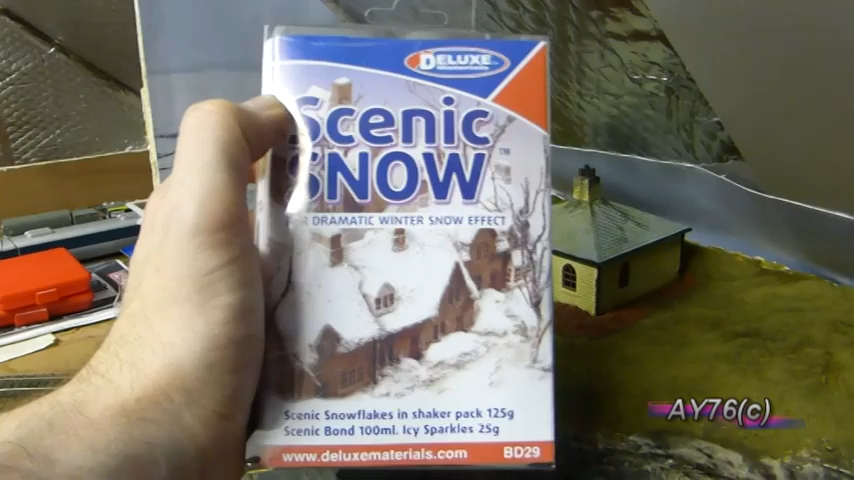 DELUXE
Scenic
SNOW™
DRAMATIC WINTER SNOW EFFECT
Scenic Snowflakes in shaker pack 125g
Scenic Bond 100ml. Icy Sparkles 25g
www.deluxematerials.com BD29
AY76(c)